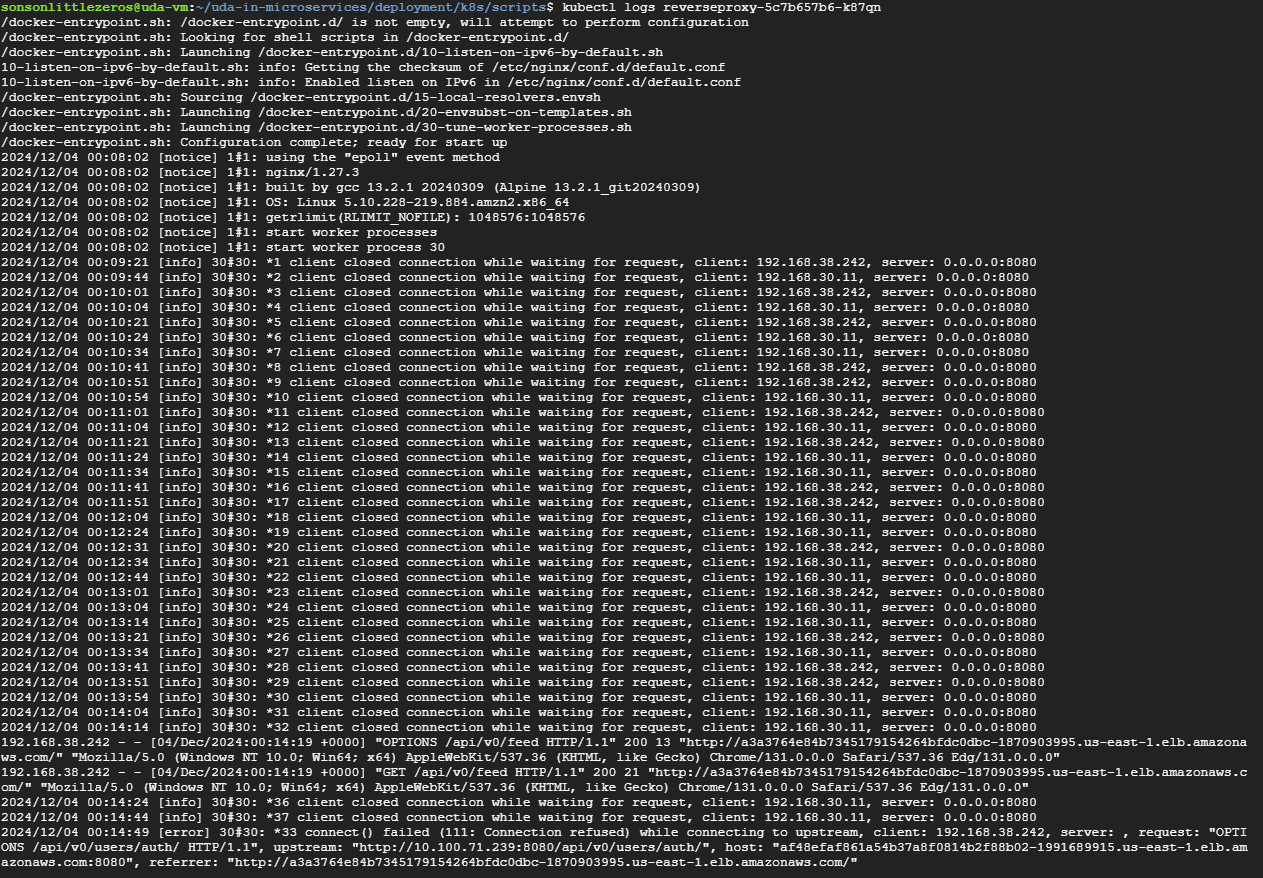 sonsonlittlezeros@uda-vm:~/uda-in-microservices/deployment/k8s/scripts$ kubectl logs reverseproxy-5c7b657b6-k87qn
/docker-entrypoint.sh: /docker-entrypoint.d/ is not empty, will attempt to perform configuration
/docker-entrypoint.sh: Looking for shell scripts in /docker-entrypoint.d/
/docker-entrypoint.sh: Launching /docker-entrypoint.d/10-listen-on-ipv6-by-default.sh
10-listen-on-ipv6-by-default.sh: info: Getting the checksum of /etc/nginx/conf.d/default.conf
10-listen-on-ipv6-by-default.sh: info: Enabled listen on IPv6 in /etc/nginx/conf.d/default.conf
/docker-entrypoint.sh: Sourcing /docker-entrypoint.d/15-local-resolvers.envsh
/docker-entrypoint.sh: Launching /docker-entrypoint.d/20-envsubst-on-templates.sh
/docker-entrypoint.sh: Launching /docker-entrypoint.d/30-tune-worker-processes.sh
/docker-entrypoint.sh: Configuration complete; ready for start up
2024/12/04 00:08:02 [notice] 1#1: using the "epoll" event method
2024/12/04 00:08:02 [notice] 1#1: nginx/1.27.3
2024/12/04 00:08:02 [notice] 1#1: built by gcc 13.2.1 20240309 (Alpine 13.2.1_git20240309)
2024/12/04 00:08:02 [notice] 1#1: OS: Linux 5.10.228-219.884.amzn2.x86_64
2024/12/04 00:08:02 [notice] 1#1: getrlimit(RLIMIT_NOFILE): 1048576:1048576
2024/12/04 00:08:02 [notice] 1#1: start worker processes
2024/12/04 00:08:02 [notice] 1#1: start worker process 30
2024/12/04 00:09:21 [info] 30#30: *1 client closed connection while waiting for request, client: 192.168.38.242, server: 0.0.0.0:8080
2024/12/04 00:09:44 [info] 30#30: *2 client closed connection while waiting for request, client: 192.168.30.11, server: 0.0.0.0:8080
2024/12/04 00:10:01 [info] 30#30: *3 client closed connection while waiting for request, client: 192.168.38.242, server: 0.0.0.0:8080
2024/12/04 00:10:04 [info] 30#30: *4 client closed connection while waiting for request, client: 192.168.30.11, server: 0.0.0.0:8080
2024/12/04 00:10:21 [info] 30#30: *5 client closed connection while waiting for request, client: 192.168.38.242, server: 0.0.0.0:8080
2024/12/04 00:10:24 [info] 30#30: *6 client closed connection while waiting for request, client: 192.168.30.11, server: 0.0.0.0:8080
2024/12/04 00:10:34 [info] 30#30: *7 client closed connection while waiting for request, client: 192.168.30.11, server: 0.0.0.0:8080
2024/12/04 00:10:41 [info] 30#30: *8 client closed connection while waiting for request, client: 192.168.38.242, server: 0.0.0.0:8080
2024/12/04 00:10:51 [info] 30#30: *9 client closed connection while waiting for request, client: 192.168.38.242, server: 0.0.0.0:8080
2024/12/04 00:10:54 [info] 30#30: *10 client closed connection while waiting for request, client: 192.168.30.11, server: 0.0.0.0:8080
2024/12/04 00:11:01 [info] 30#30: *11 client closed connection while waiting for request, client: 192.168.38.242, server: 0.0.0.0:8080
2024/12/04 00:11:04 [info] 30#30: *12 client closed connection while waiting for request, client: 192.168.30.11, server: 0.0.0.0:8080
2024/12/04 00:11:21 [info] 30#30: *13 client closed connection while waiting for request, client: 192.168.38.242, server: 0.0.0.0:8080
2024/12/04 00:11:24 [info] 30#30: *14 client closed connection while waiting for request, client: 192.168.30.11, server: 0.0.0.0:8080
2024/12/04 00:11:34 [info] 30#30: *15 client closed connection while waiting for request, client: 192.168.30.11, server: 0.0.0.0:8080
2024/12/04 00:11:41 [info] 30#30: *16 client closed connection while waiting for request, client: 192.168.38.242, server: 0.0.0.0:8080
2024/12/04 00:11:51 [info] 30#30: *17 client closed connection while waiting for request, client: 192.168.38.242, server: 0.0.0.0:8080
2024/12/04 00:12:04 [info] 30#30: *18 client closed connection while waiting for request, client: 192.168.30.11, server: 0.0.0.0:8080
2024/12/04 00:12:24 [info] 30#30: *19 client closed connection while waiting for request, client: 192.168.30.11, server: 0.0.0.0:8080
2024/12/04 00:12:31 [info] 30#30: *20 client closed connection while waiting for request, client: 192.168.38.242, server: 0.0.0.0:8080
2024/12/04 00:12:34 [info] 30#30: *21 client closed connection while waiting for request, client: 192.168.30.11, server: 0.0.0.0:8080
2024/12/04 00:12:44 [info] 30#30: *22 client closed connection while waiting for request, client: 192.168.30.11, server: 0.0.0.0:8080
2024/12/04 00:13:01 [info] 30#30: *23 client closed connection while waiting for request, client: 192.168.38.242, server: 0.0.0.0:8080
2024/12/04 00:13:04 [info] 30#30: *24 client closed connection while waiting for request, client: 192.168.30.11, server: 0.0.0.0:8080
2024/12/04 00:13:14 [info] 30#30: *25 client closed connection while waiting for request, client: 192.168.30.11, server: 0.0.0.0:8080
2024/12/04 00:13:21 [info] 30#30: *26 client closed connection while waiting for request, client: 192.168.38.242, server: 0.0.0.0:8080
2024/12/04 00:13:34 [info] 30#30: *27 client closed connection while waiting for request, client: 192.168.30.11, server: 0.0.0.0:8080
2024/12/04 00:13:41 [info] 30#30: *28 client closed connection while waiting for request, client: 192.168.38.242, server: 0.0.0.0:8080
2024/12/04 00:13:51 [info] 30#30: *29 client closed connection while waiting for request, client: 192.168.38.242, server: 0.0.0.0:8080
2024/12/04 00:13:54 [info] 30#30: *30 client closed connection while waiting for request, client: 192.168.30.11, server: 0.0.0.0:8080
2024/12/04 00:14:04 [info] 30#30: *31 client closed connection while waiting for request, client: 192.168.30.11, server: 0.0.0.0:8080
2024/12/04 00:14:14 [info] 30#30: *32 client closed connection while waiting for request, client: 192.168.30.11, server: 0.0.0.0:8080
192.168.38.242 - - [04/Dec/2024:00:14:19 +0000] "OPTIONS /api/v0/feed HTTP/1.1" 200 13 "http://a3a3764e84b7345179154264bfdc0dbc-1870903995.us-east-1.elb.amazona
ws.com/" "Mozilla/5.0 (Windows NT 10.0; Win64; x64) AppleWebKit/537.36 (KHTML, like Gecko) Chrome/131.0.0.0 Safari/537.36 Edg/131.0.0.0"
192.168.38.242 - - [04/Dec/2024:00:14:19 +0000] "GET /api/v0/feed HTTP/1.1" 200 21 "http://a3a3764e84b7345179154264bfdc0dbc-1870903995.us-east-1.elb.amazonaws.c
om/" "Mozilla/5.0 (Windows NT 10.0; Win64; x64) AppleWebKit/537.36 (KHTML, like Gecko) Chrome/131.0.0.0 Safari/537.36 Edg/131.0.0.0"
2024/12/04 00:14:24 [info] 30#30: *36 client closed connection while waiting for request, client: 192.168.30.11, server: 0.0.0.0:8080
2024/12/04 00:14:44 [info] 30#30: *37 client closed connection while waiting for request, client: 192.168.30.11, server: 0.0.0.0:8080
2024/12/04 00:14:49 [error] 30#30: *33 connect() failed (111: Connection refused) while connecting to upstream, client: 192.168.38.242, server: , request: "OPTI
ONS /api/v0/users/auth/ HTTP/1.1", upstream: "http://10.100.71.239:8080/api/v0/users/auth/", host: "af48efaf861a54b37a8f0814b2f88b02-1991689915.us-east-1.elb.am
azonaws.com:8080", referrer: "http://a3a3764e84b7345179154264bfdc0dbc-1870903995.us-east-1.elb.amazonaws.com/"